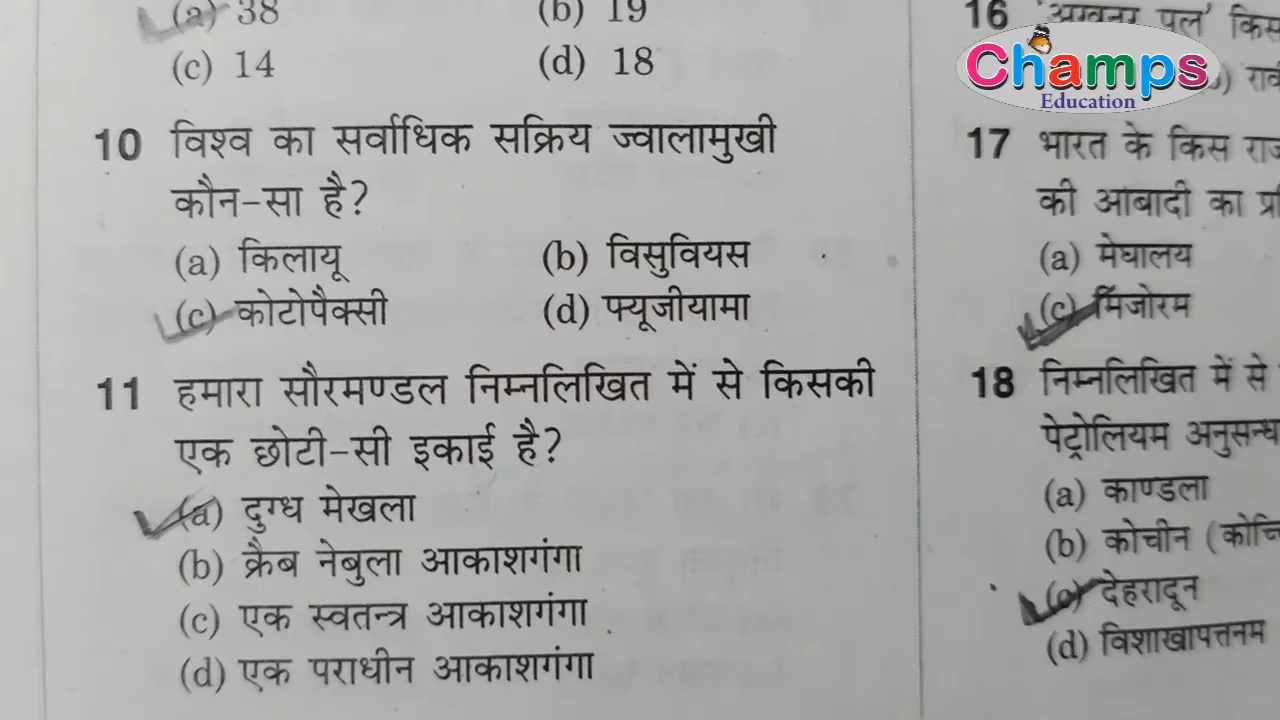 (a) 38
(b) 19
(c) 14
(d) 18
10 विश्व का सर्वाधिक सक्रिय ज्वालामुखी
कौन-सा है?
(a) किलायू
(b) विसुवियस
(c) कोटोपैक्सी
(d) फ्यूजीयामा
11 हमारा सौरमण्डल निम्नलिखित में से किसकी
एक छोटी-सी इकाई है?
(a) दुग्ध मेखला
(b) क्रैब नेबुला आकाशगंगा
(c) एक स्वतन्त्र आकाशगंगा
(d) एक पराधीन आकाशगंगा
16
Champs
Education
17 भारत के किस
की आबादी का
(a) मेघालय
(c) मिजोरम
18 निम्नलिखित में से
पेट्रोलियम
(a) काण्डला
(b) कोचीन
(c) देहरादून
(d) विशाखापत्तनम